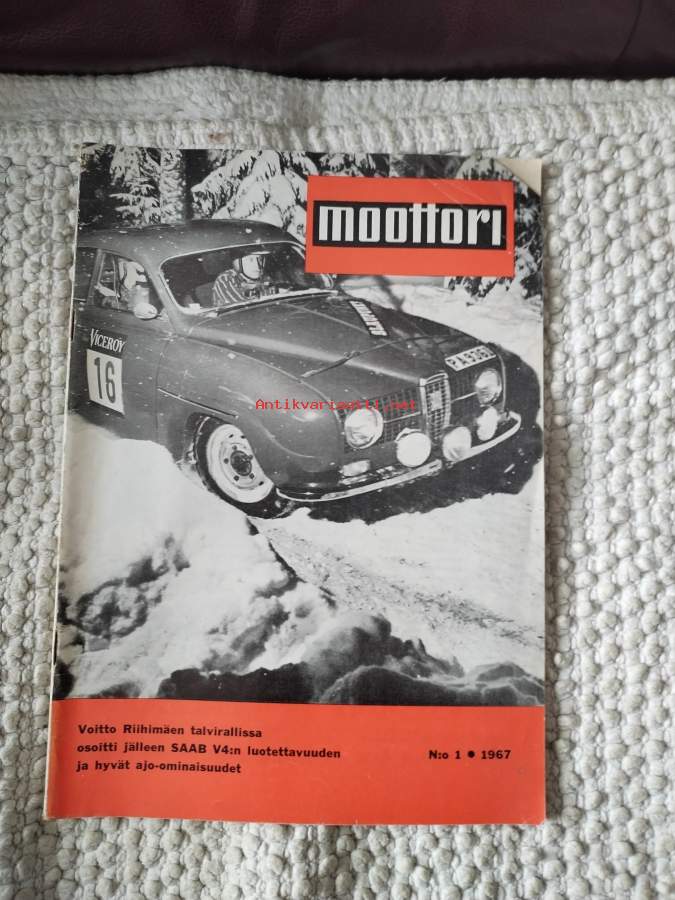 moottori
VICEROY
16
Antikvariaatti.net
Voitto Riihimäen talvirallissa
osoitti jälleen SAAB V4:n luotettavuuden
ja hyvät ajo-ominaisuudet
N:o 1 ● 1967